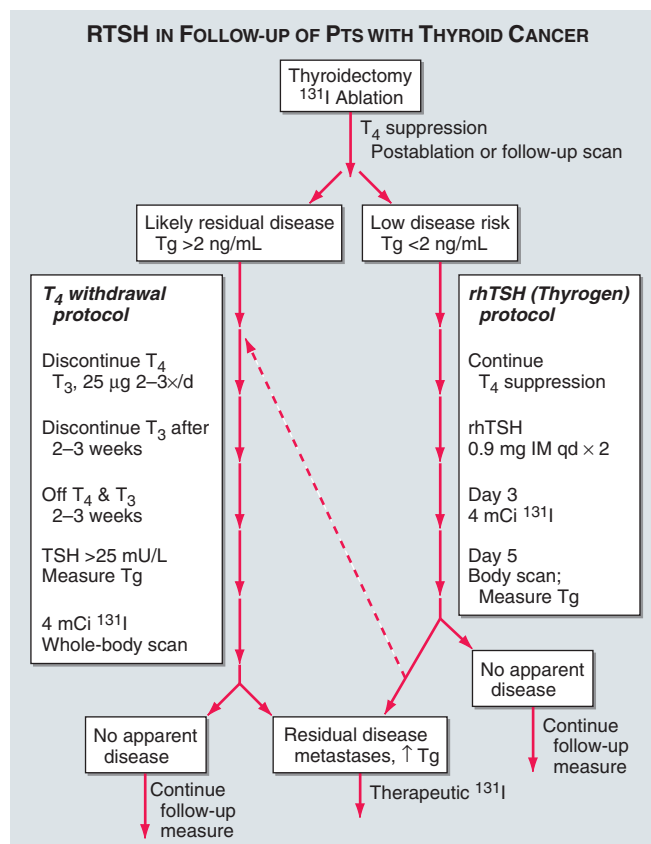 RTSH IN FOLLOW-UP OF PTS WITH THYROID CANCER
Thyroidectomy
¹³¹I Ablation
T₄ suppression
Postablation or follow-up scan
Likely residual disease
Tg >2 ng/mL
Low disease risk
Tg <2 ng/mL
T₄ withdrawal
protocol
Discontinue T₄
T₃, 25 μg 2–3×/d
Discontinue T₃ after
2–3 weeks
Off T₄ & T₃
2–3 weeks
TSH >25 mU/L
Measure Tg
4 mCi ¹³¹I
Whole-body scan
rhTSH (Thyrogen)
protocol
Continue
T₄ suppression
rhTSH
0.9 mg IM qd × 2
Day 3
4 mCi ¹³¹I
Day 5
Body scan;
Measure Tg
No apparent
disease
Continue
follow-up
measure
Residual disease
metastases, ↑ Tg
Therapeutic ¹³¹I
No apparent
disease
Continue
follow-up
measure